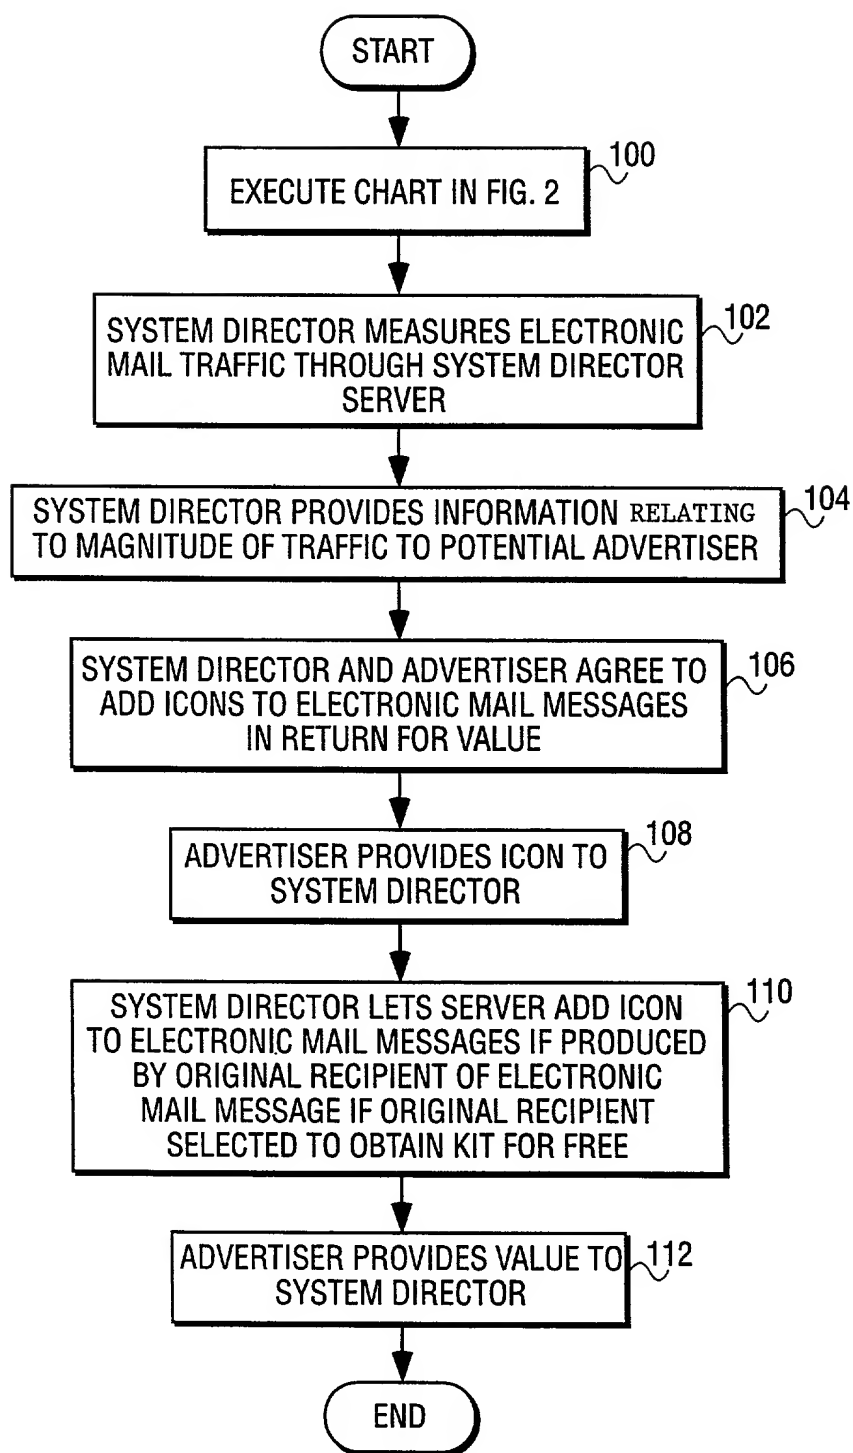 START
100
EXECUTE CHART IN FIG. 2
102
SYSTEM DIRECTOR MEASURES ELECTRONIC
MAIL TRAFFIC THROUGH SYSTEM DIRECTOR
SERVER
104
SYSTEM DIRECTOR PROVIDES INFORMATION RELATING
TO MAGNITUDE OF TRAFFIC TO POTENTIAL ADVERTISER
106
SYSTEM DIRECTOR AND ADVERTISER AGREE TO
ADD ICONS TO ELECTRONIC MAIL MESSAGES
IN RETURN FOR VALUE
108
ADVERTISER PROVIDES ICON TO
SYSTEM DIRECTOR
110
SYSTEM DIRECTOR LETS SERVER ADD ICON
TO ELECTRONIC MAIL MESSAGES IF PRODUCED
BY ORIGINAL RECIPIENT OF ELECTRONIC
MAIL MESSAGE IF ORIGINAL RECIPIENT
SELECTED TO OBTAIN KIT FOR FREE
112
ADVERTISER PROVIDES VALUE TO
SYSTEM DIRECTOR
END